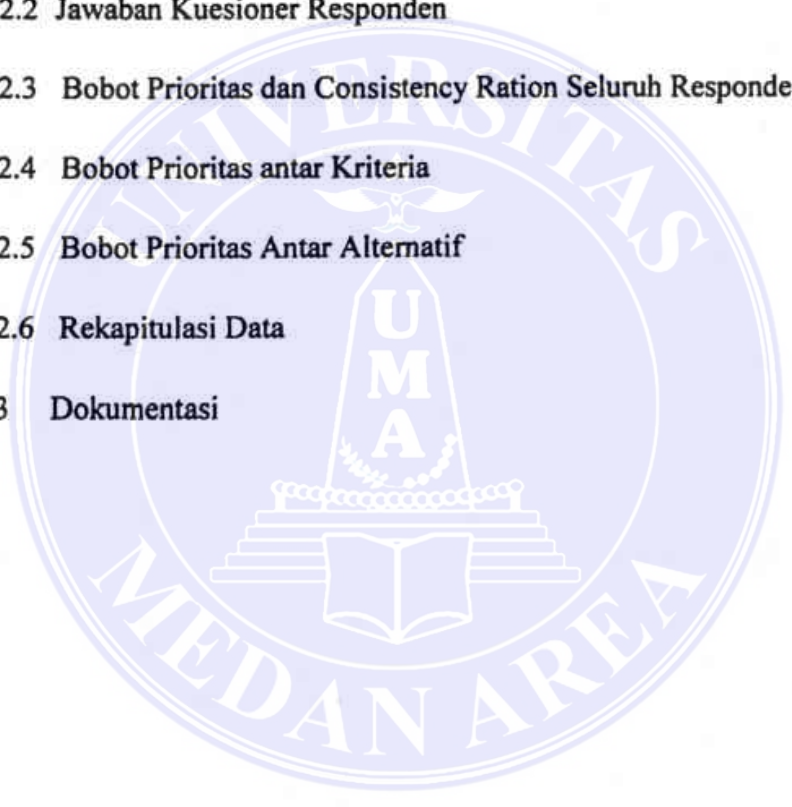 2.2 Jawaban Kuesioner Responden
2.3 Bobot Prioritas dan Consistency Ration Seluruh Responde
2.4 Bobot Prioritas antar Kriteria
2.5 Bobot Prioritas Antar Alternatif
2.6 Rekapitulasi Data
3 Dokumentasi
UNIVERSITAS
UMA
MEDAN AREA